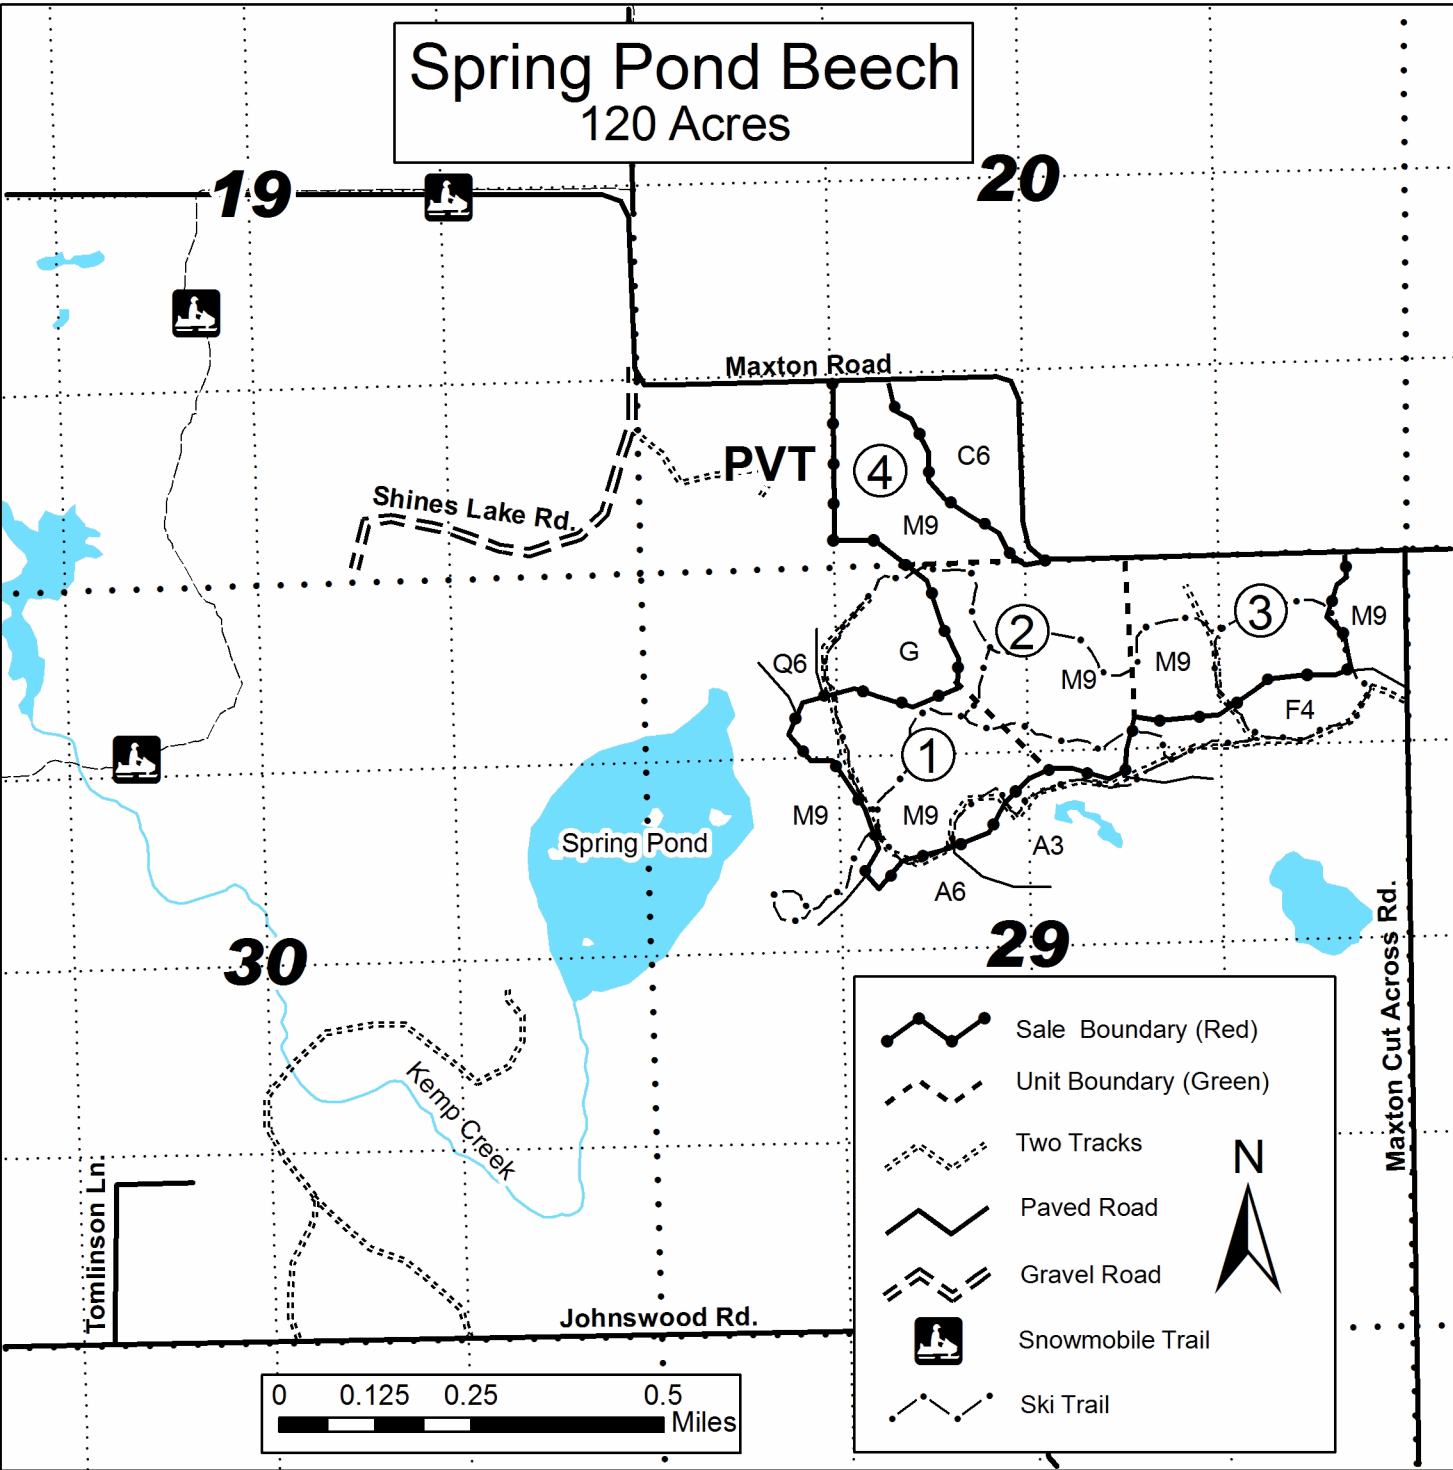 Spring Pond Beech
120 Acres
19
20
Maxton Road
PVT
4
C6
Shines Lake Rd.
M9
3
M9
2
G
Q6
M9
M9
F4
1
M9
M9
Spring Pond
A3
A6
30
29
Maxton Cut Across Rd.
Sale Boundary (Red)
Unit Boundary (Green)
Kemp Creek
Two Tracks
N
Tomlinson Ln.
Paved Road
Gravel Road
Johnswood Rd.
Snowmobile Trail
0 0.125 0.25 0.5
Miles
Ski Trail